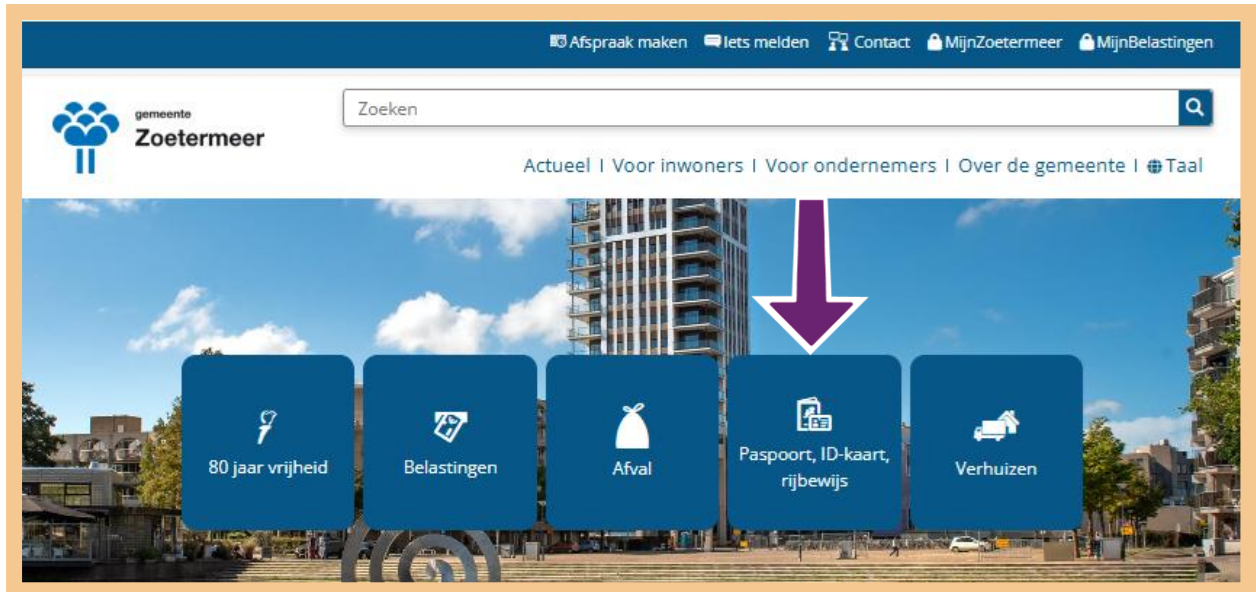 Afspraak maken Iets melden Contact MijnZoetermeer MijnBelastingen
gemeente
Zoetermeer
Zoeken
Actueel | Voor inwoners | Voor ondernemers | Over de gemeente | Taal
80 jaar vrijheid
Belastingen
Afval
Paspoort, ID-kaart,
rijbewijs
Verhuizen